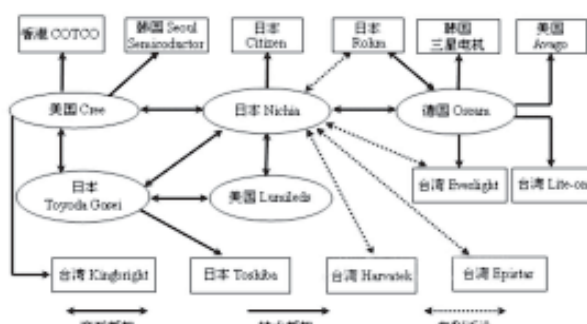 香港 COTCO
韩国 Seoul
Semiconductor
日本
Citizen
日本
Rohm
韩国
三星电机
美国
Avago
美国 Cree
日本 Nichia
德国 Osram
日本
Toyoda Gosei
美国 Lumileds
台湾 Everlight
台湾 Lite-on
台湾 Kingbright
日本 Toshiba
台湾 Harvatek
台湾 Epistar